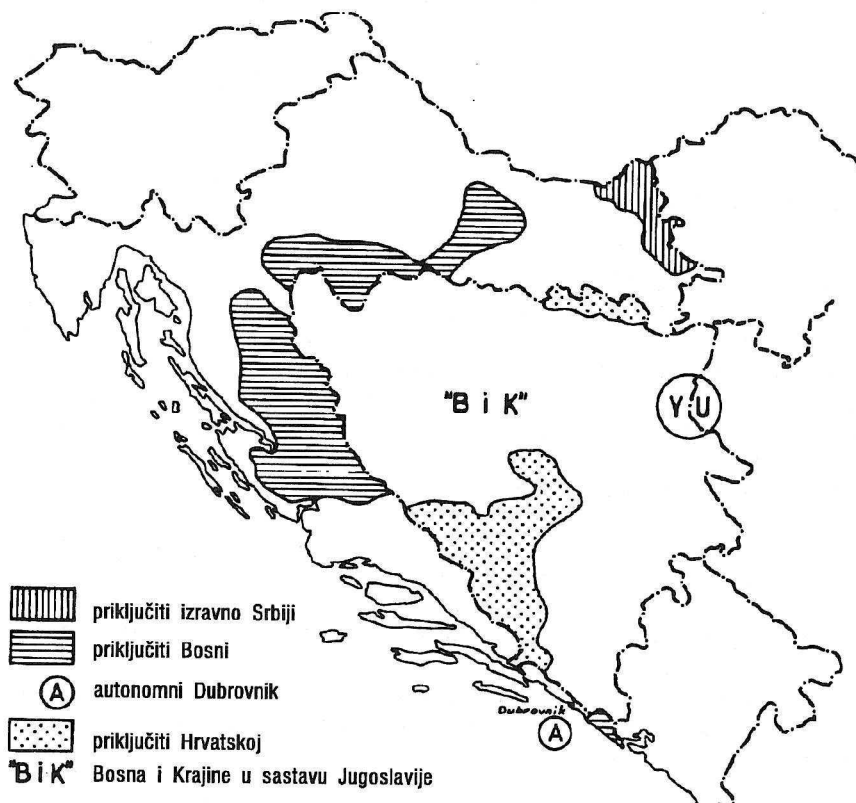 "B i K"
Y U
priključiti izravno Srbiji
priključiti Bosni
A autonomni Dubrovnik
Dubrovnik
A
priključiti Hrvatskoj
"B i K" Bosna i Krajine u sastavu Jugoslavije